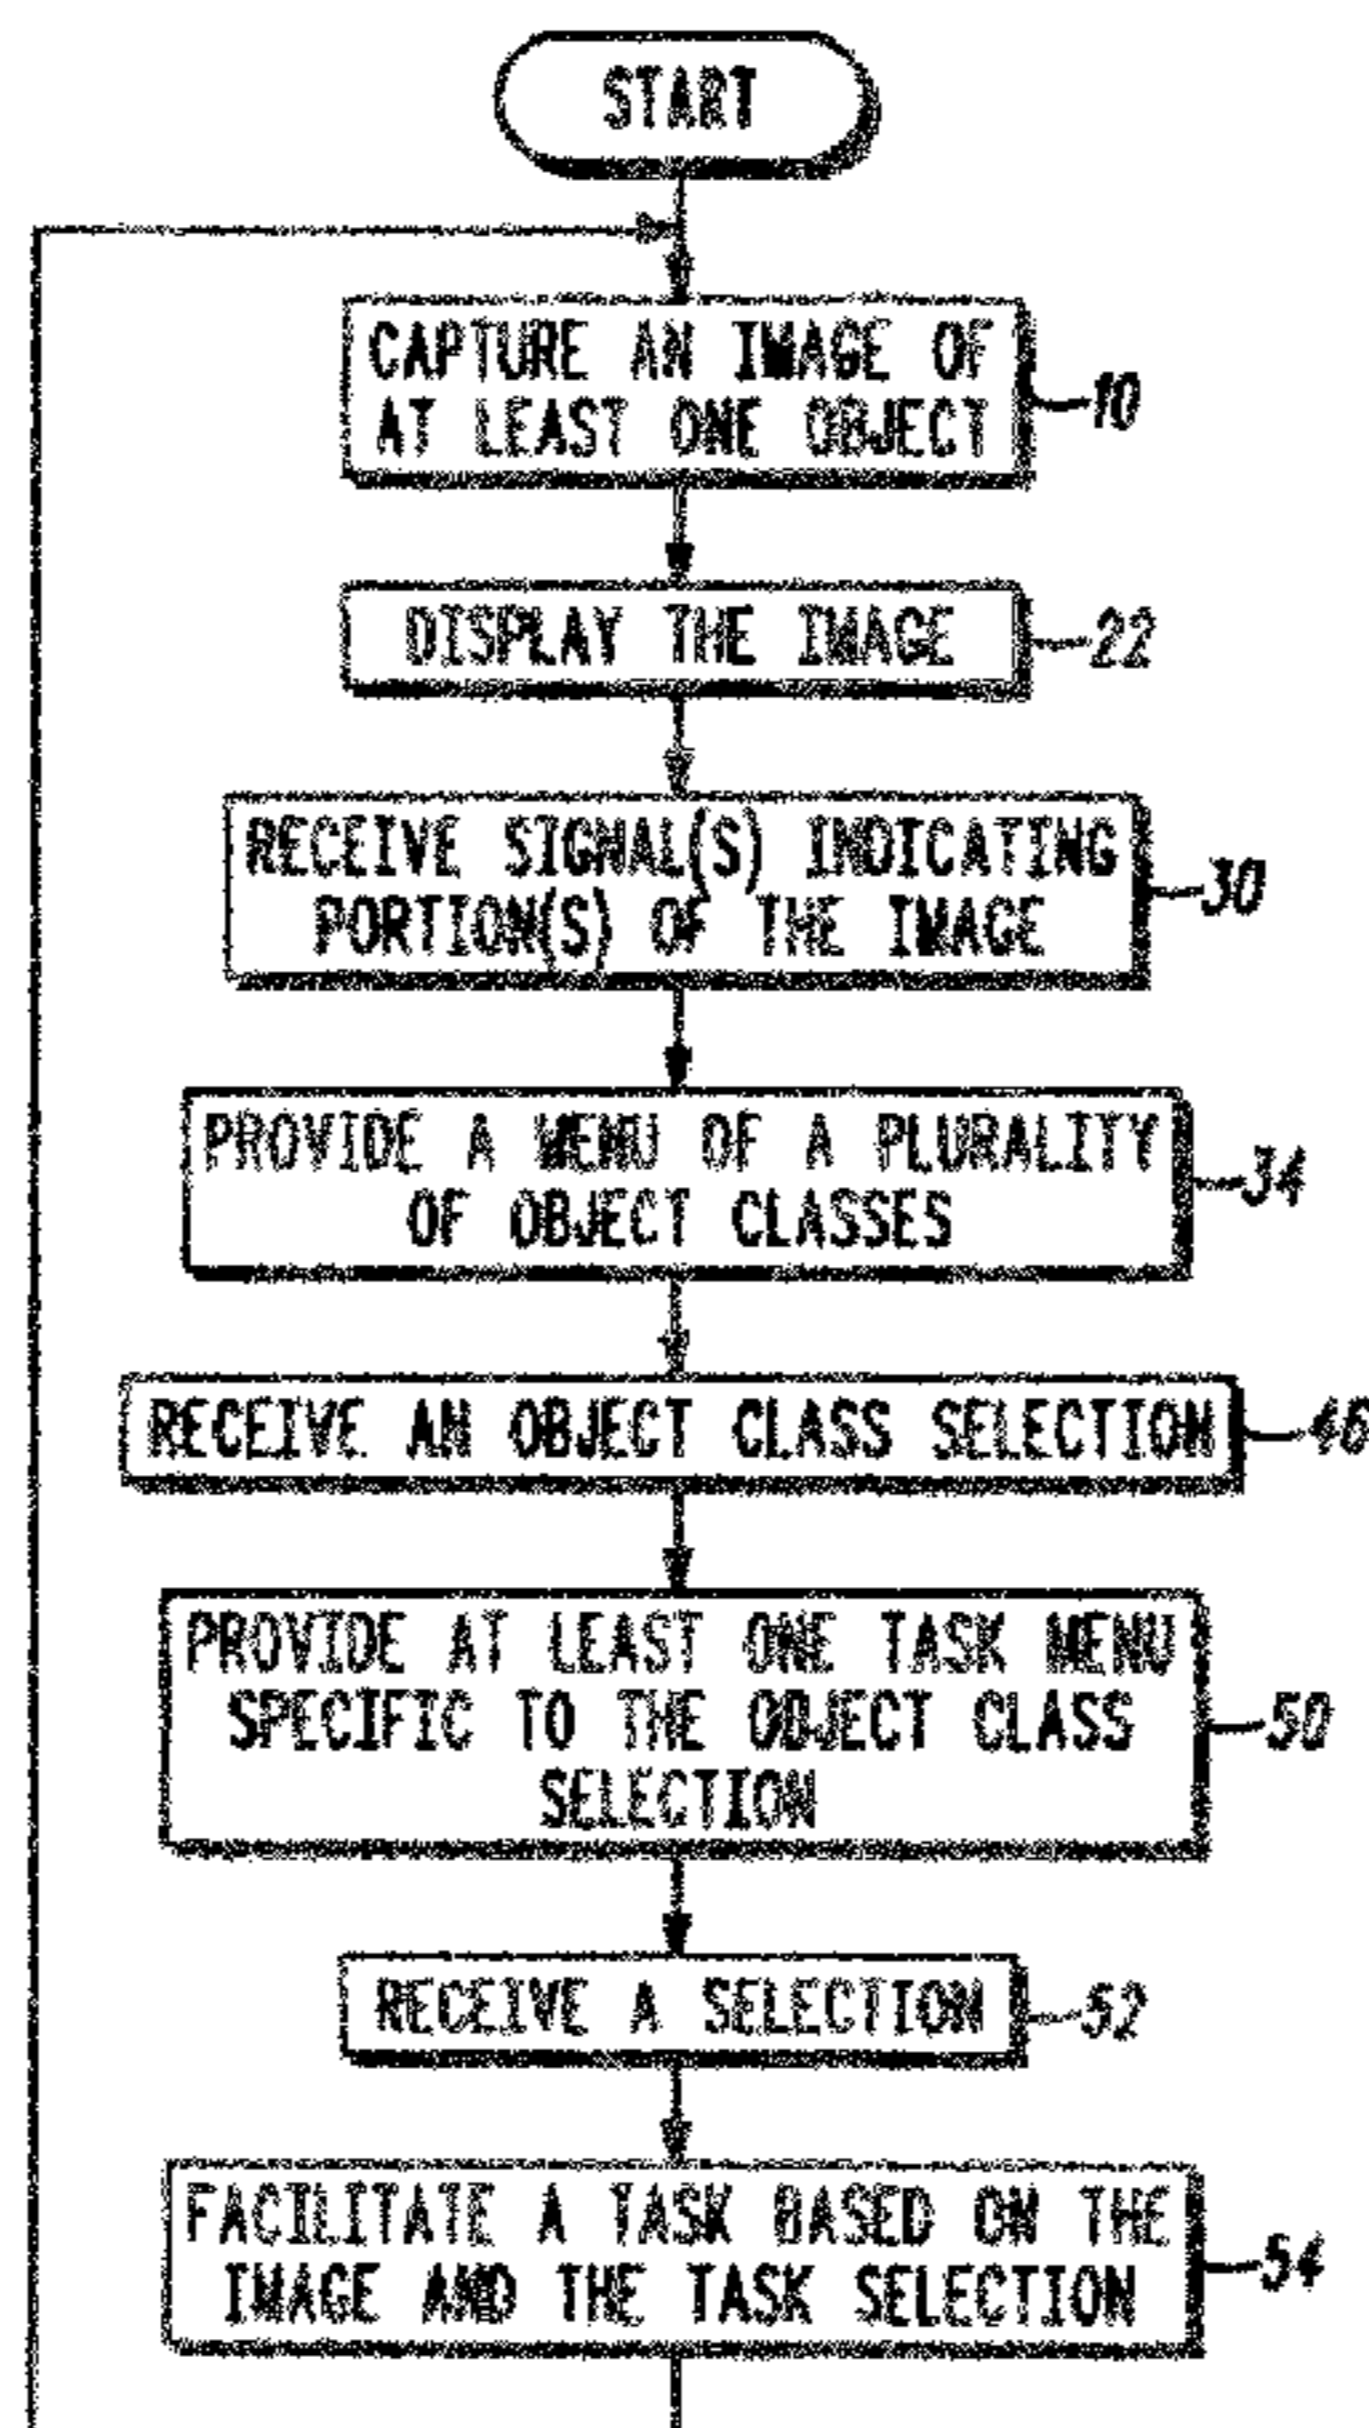 START
CAPTURE AN IMAGE OF
AT LEAST ONE OBJECT
10
DISPLAY THE IMAGE
22
RECEIVE SIGNAL(S) INDICATING
PORTION(S) OF THE IMAGE
30
PROVIDE A MENU OF A PLURALITY
OF OBJECT CLASSES
34
RECEIVE AN OBJECT CLASS SELECTION
46
PROVIDE AT LEAST ONE TASK MENU
SPECIFIC TO THE OBJECT CLASS
SELECTION
50
RECEIVE A SELECTION
52
FACILITATE A TASK BASED ON THE
IMAGE AND THE TASK SELECTION
54